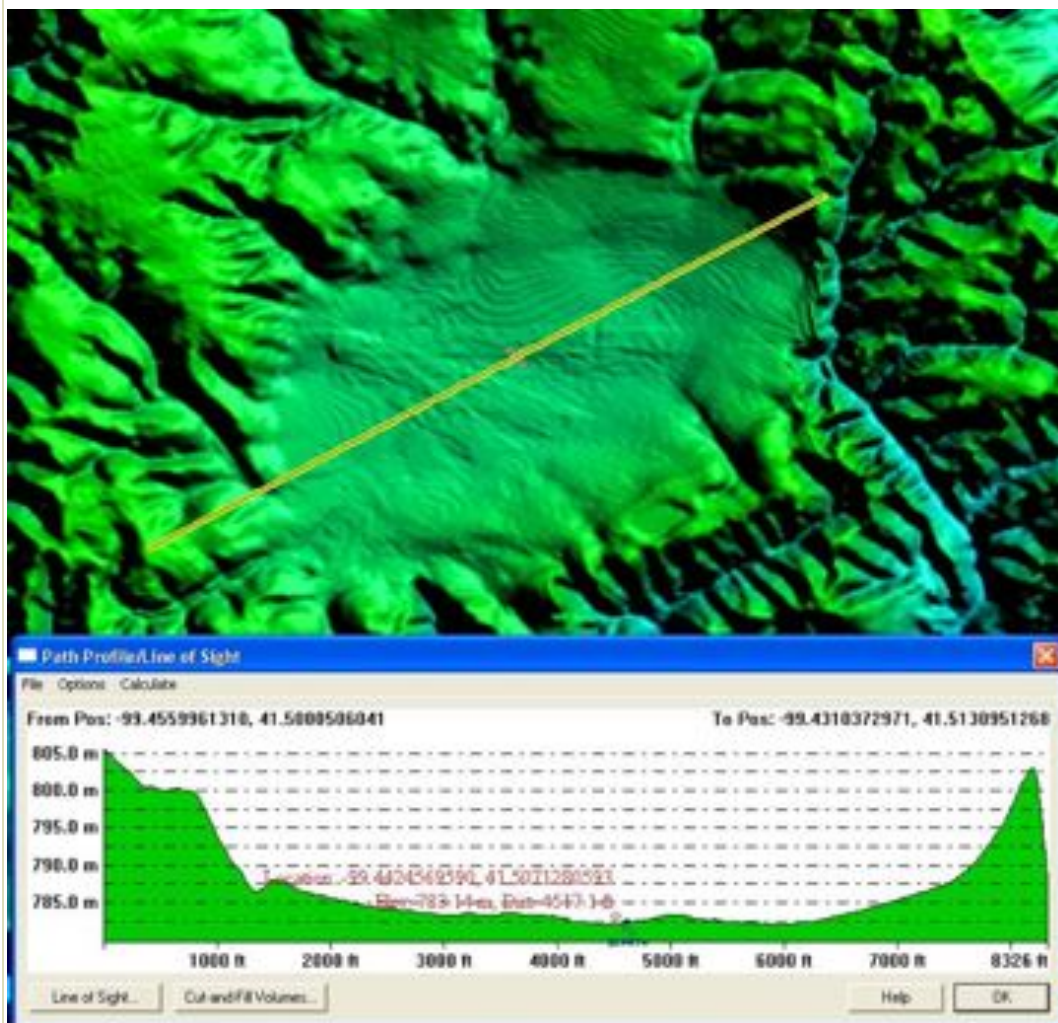 Path Profile/Line of Sight
File Options Calculate
From Pos: -99.4559961310, 41.5000506041 To Pos: -99.4310372971, 41.5130951268
805.0 m
800.0 m
795.0 m
790.0 m
785.0 m
Location:
1000 ft 2000 ft 3000 ft 4000 ft 5000 ft 6000 ft 7000 ft 8326 ft
Line of Sight... Cut-and-Fill Volumes... Help OK